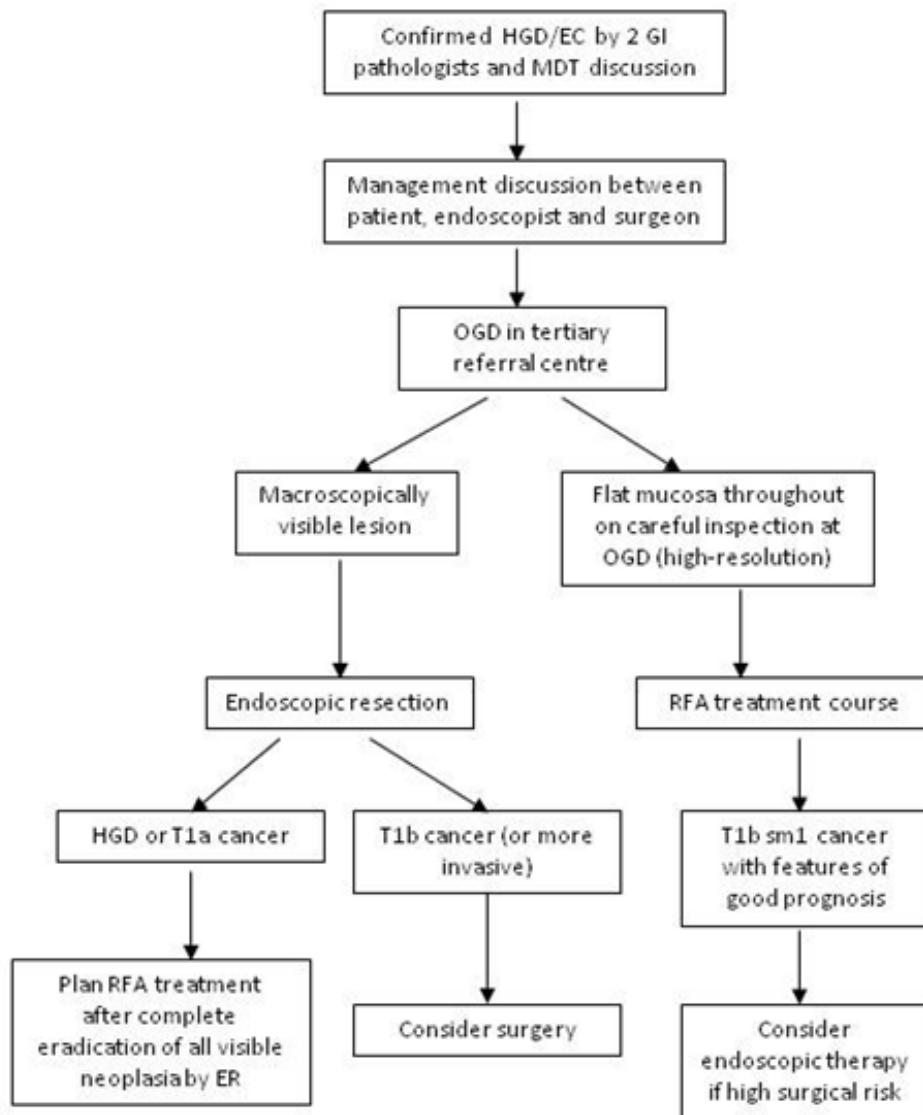 Confirmed HGD/EC by 2 GI
pathologists and MDT discussion
Management discussion between
patient, endoscopist and surgeon
OGD in tertiary
referral centre
Macroscopically
visible lesion
Flat mucosa throughout
on careful inspection at
OGD (high-resolution)
Endoscopic resection
RFA treatment course
HGD or T1a cancer
T1b cancer (or more
invasive)
T1b sm1 cancer
with features of
good prognosis
Plan RFA treatment
after complete
eradication of all visible
neoplasia by ER
Consider surgery
Consider
endoscopic therapy
if high surgical risk